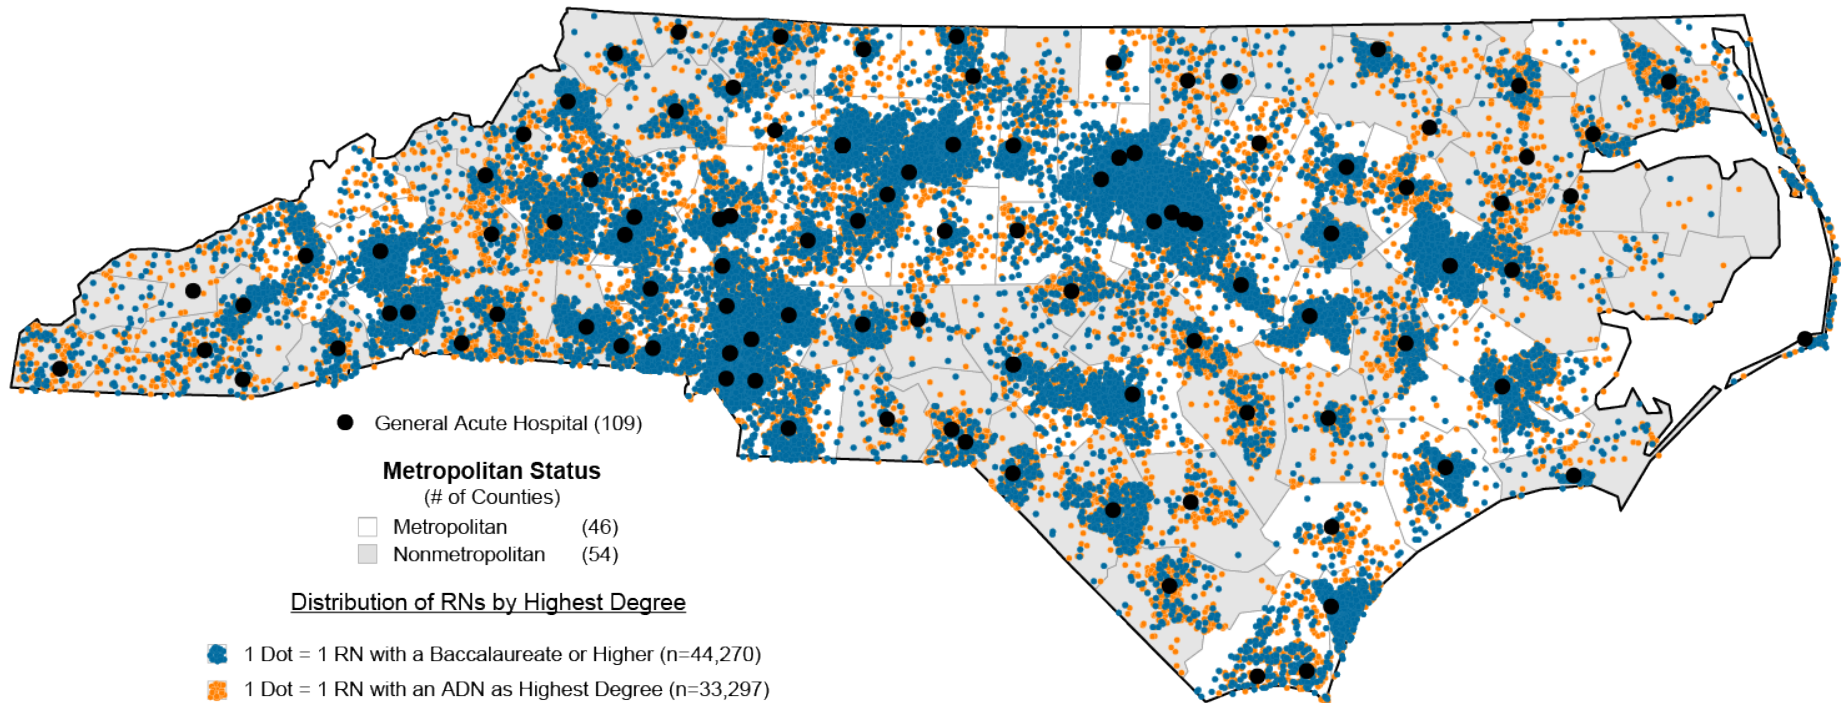 General Acute Hospital (109)
Metropolitan Status
(# of Counties)
Metropolitan (46)
Nonmetropolitan (54)
Distribution of RNs by Highest Degree
1 Dot = 1 RN with a Baccalaureate or Higher (n=44,270)
1 Dot = 1 RN with an ADN as Highest Degree (n=33,297)